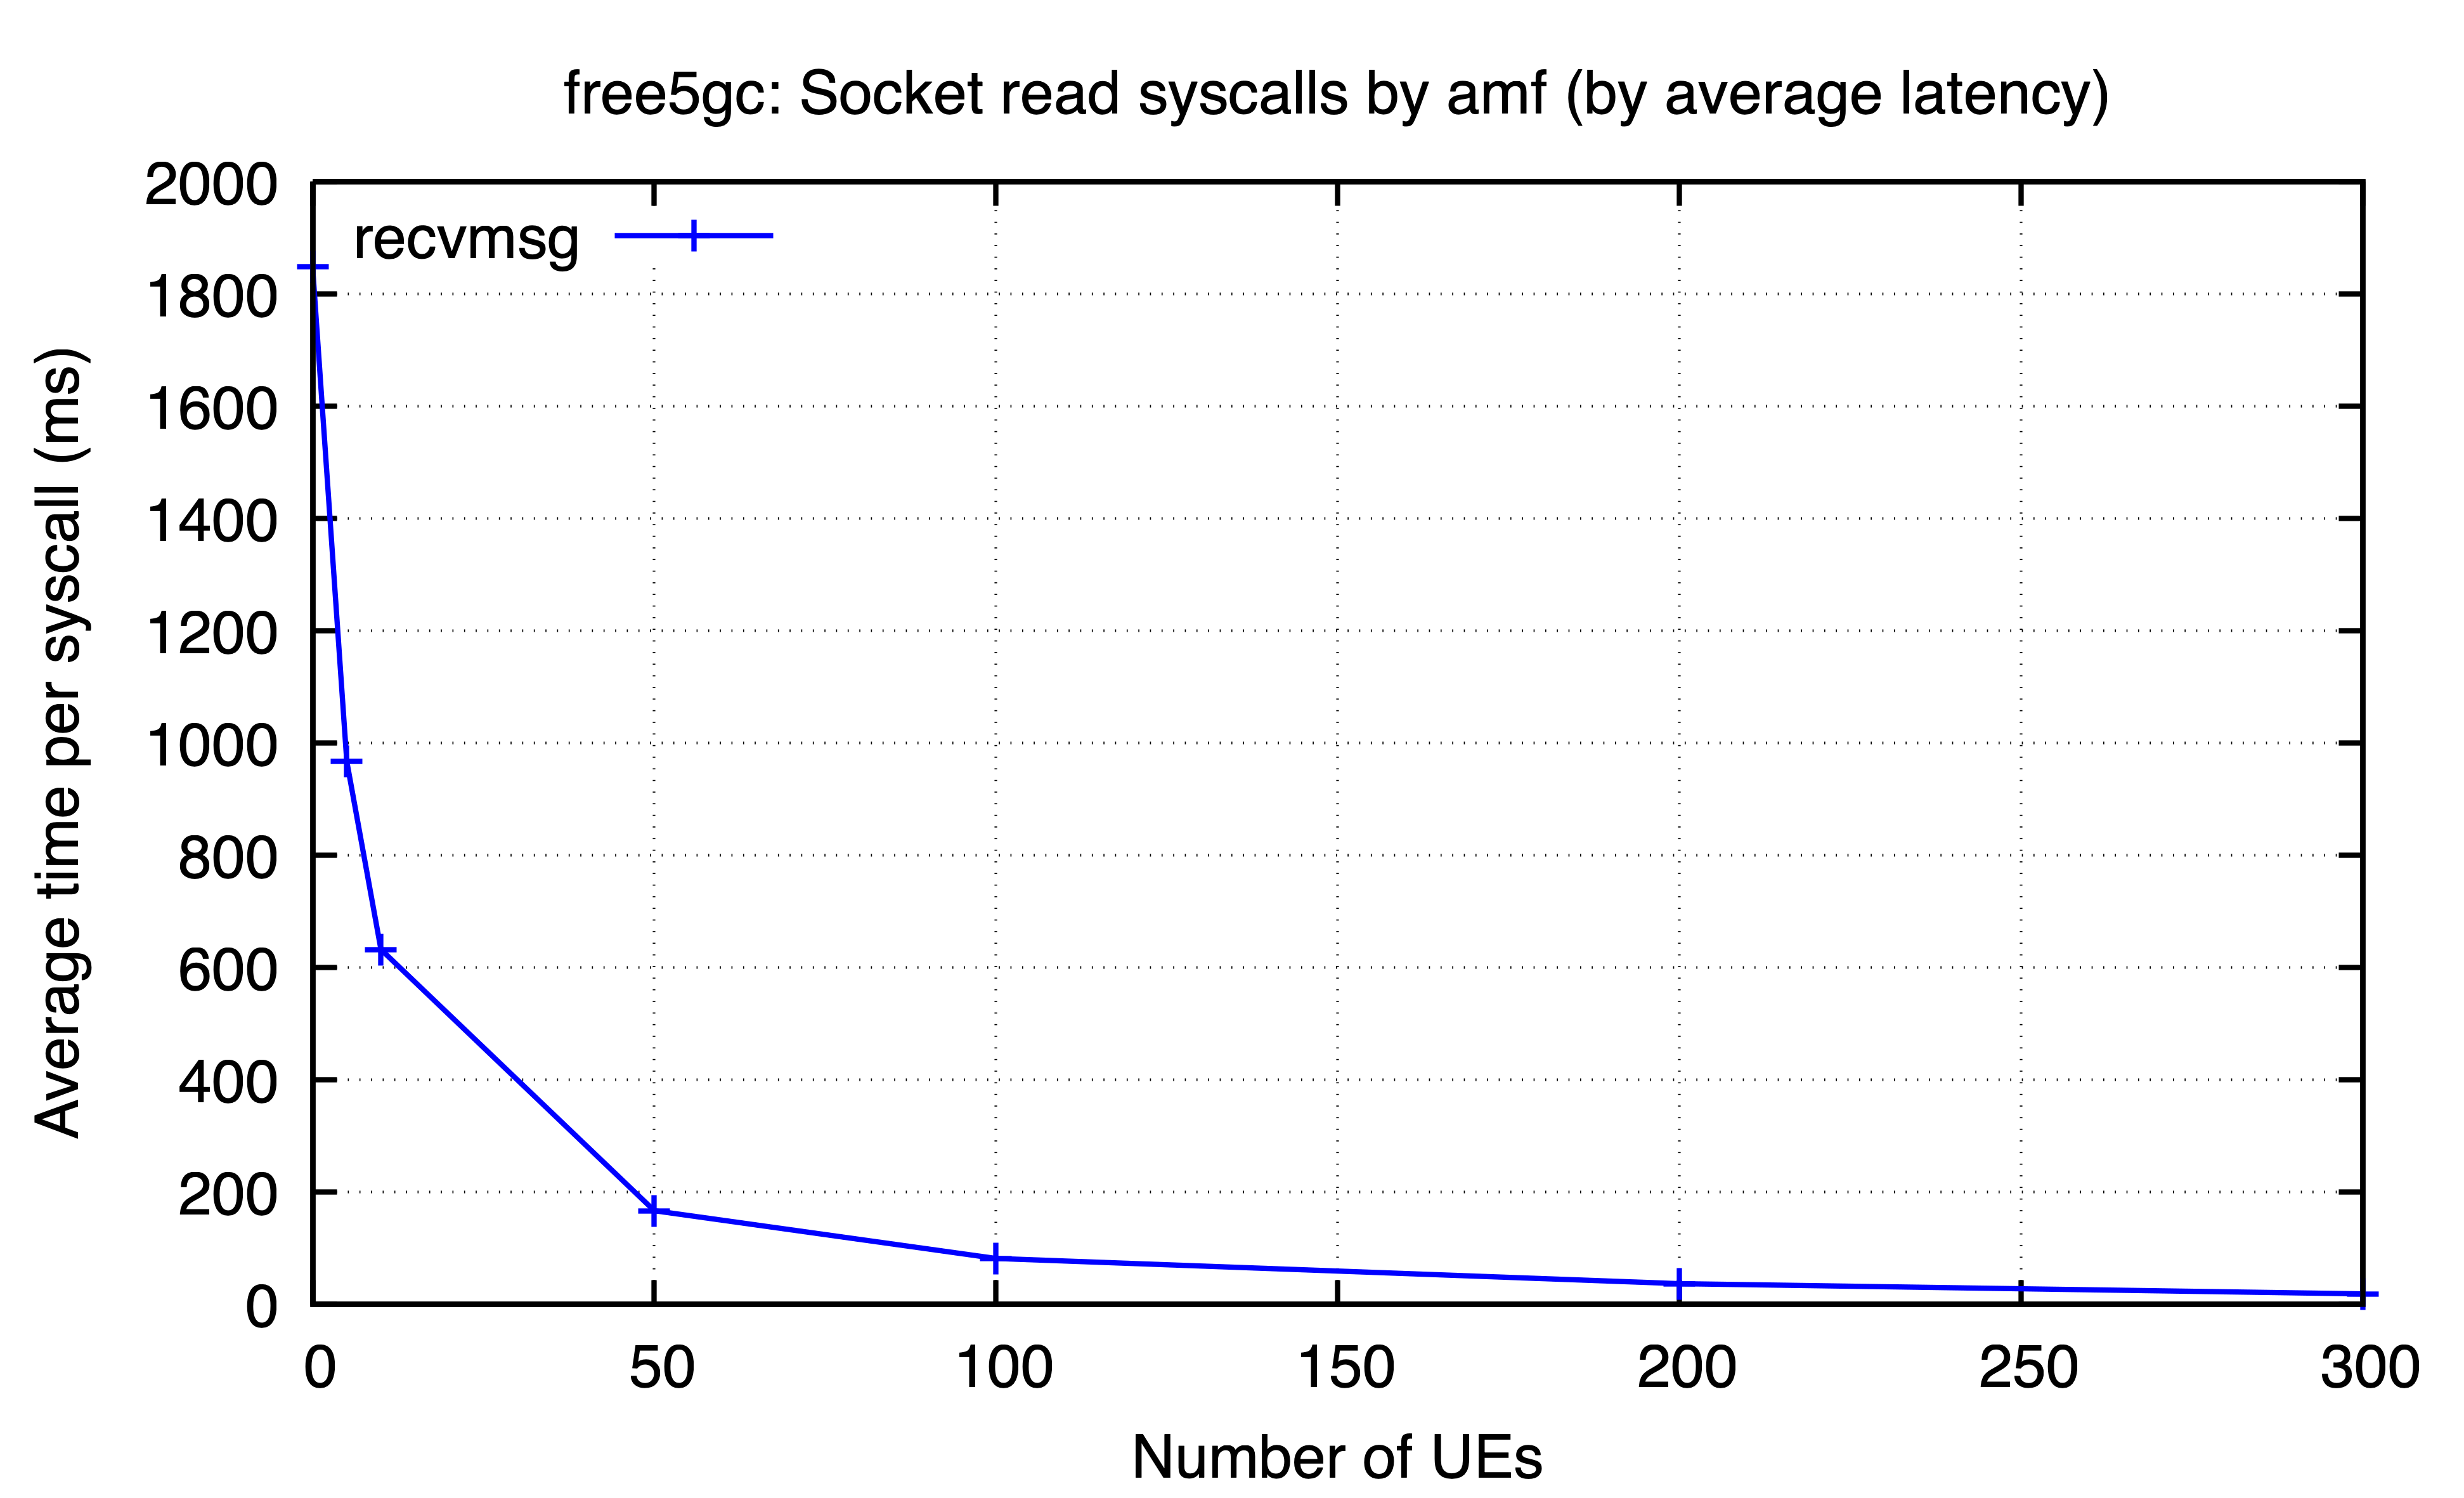 free5gc: Socket read syscalls by amf (by average latency)
2000
recvmsg
1800
1600
1400
1200
1000
800
600
400
200
0
Average time per syscall (ms)
0 50 100 150 200 250 300
Number of UEs